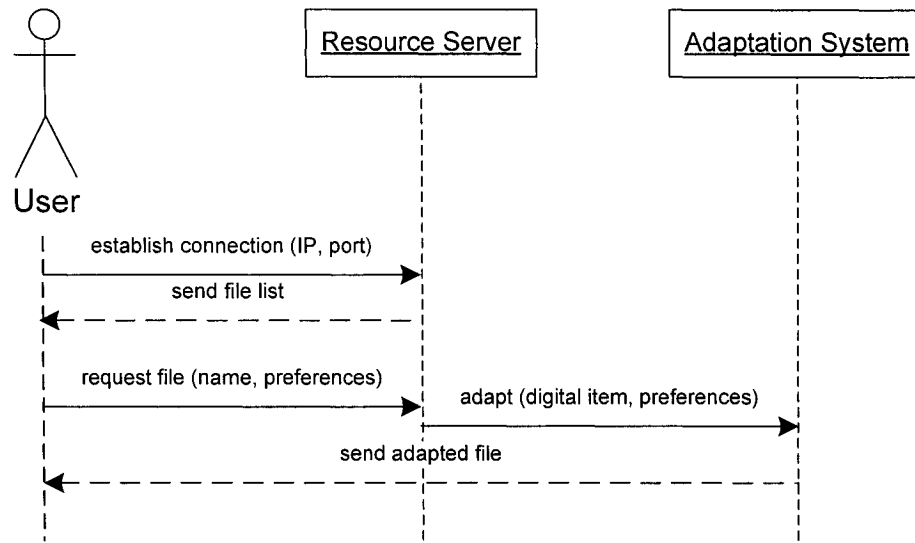 Resource Server
Adaptation System
User
establish connection (IP, port)
send file list
request file (name, preferences)
adapt (digital item, preferences)
send adapted file